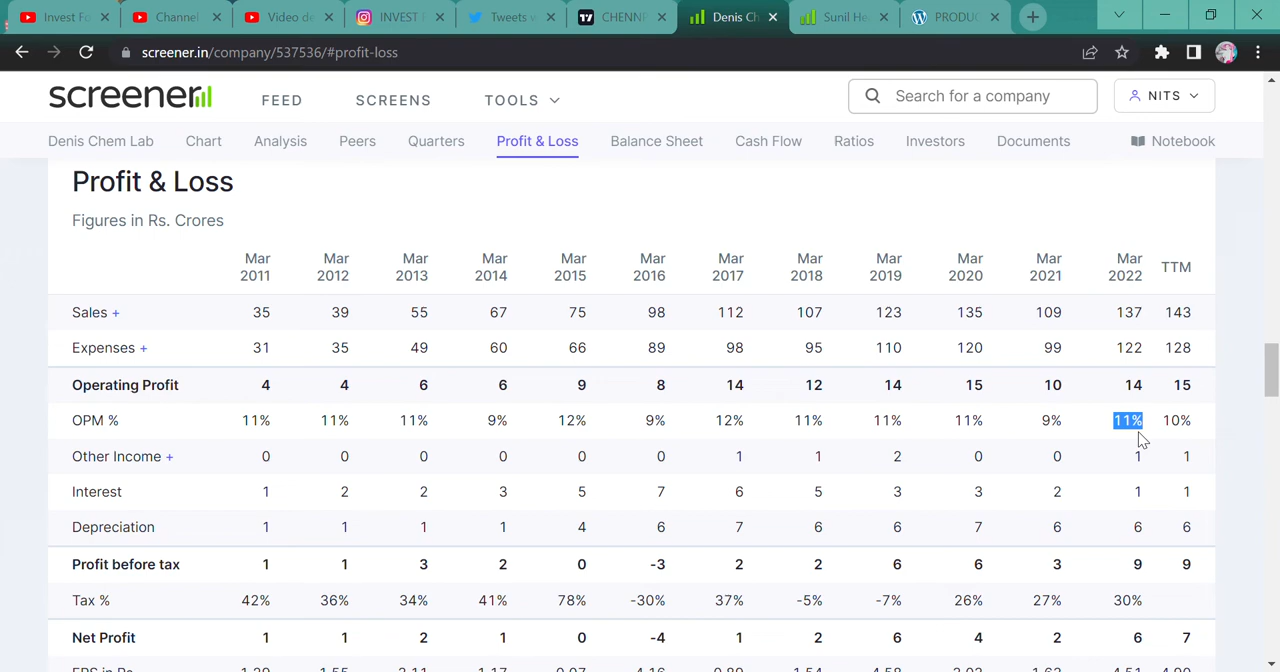 Invest Fo
Channel
Video de
INVEST
Tweets
CHENNP
Denis Ch
Sunil He
PRODUC
screener.in/company/537536/#profit-loss
screener
FEED
SCREENS
TOOLS
Search for a company
NITS
Denis Chem Lab Chart Analysis Peers Quarters Profit & Loss Balance Sheet Cash Flow Ratios Investors Documents Notebook
Profit & Loss
Figures in Rs. Crores
Mar 2011 Mar 2012 Mar 2013 Mar 2014 Mar 2015 Mar 2016 Mar 2017 Mar 2018 Mar 2019 Mar 2020 Mar 2021 Mar 2022 TTM
Sales + 35 39 55 67 75 98 112 107 123 135 109 137 143
Expenses + 31 35 49 60 66 89 98 95 110 120 99 122 128
Operating Profit 4 4 6 6 9 8 14 12 14 15 10 14 15
OPM % 11% 11% 11% 9% 12% 9% 12% 11% 11% 11% 9% 11% 10%
Other Income + 0 0 0 0 0 0 1 1 2 0 0 1 1
Interest 1 2 2 3 5 7 6 5 3 3 2 1 1
Depreciation 1 1 1 1 4 6 7 6 6 7 6 6 6
Profit before tax 1 1 3 2 0 -3 2 2 6 6 3 9 9
Tax % 42% 36% 34% 41% 78% -30% 37% -5% -7% 26% 27% 30%
Net Profit 1 1 2 1 0 -4 1 2 6 4 2 6 7